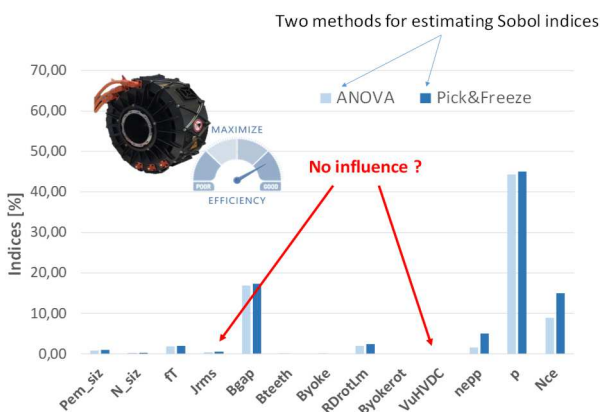 Two methods for estimating Sobol indices
70,00
60,00
50,00
40,00
30,00
20,00
10,00
0,00
Indices [%]
ANOVA Pick&Freeze
MAXIMIZE
POOR GOOD
EFFICIENCY
No influence ?
Pem_siz
N_siz
fT
Jrms
Bgap
Bteeth
Byoke
RDrotLm
Byokerot
VuHVDC
nepp
p
Nce